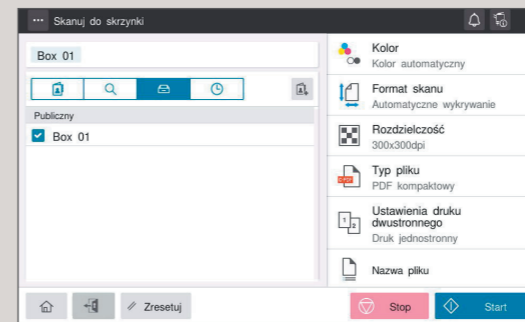 Skanuj do skrzynki
Box 01
Publiczny
Box 01
Kolor
Kolor automatyczny
Format skanu
Automatyczne wykrywanie
Rozdzielczość
300x300dpi
Typ pliku
PDF kompaktowy
Ustawienia druku
dwustronnego
Druk jednostronny
Nazwa pliku
Zresetuj
Stop
Start